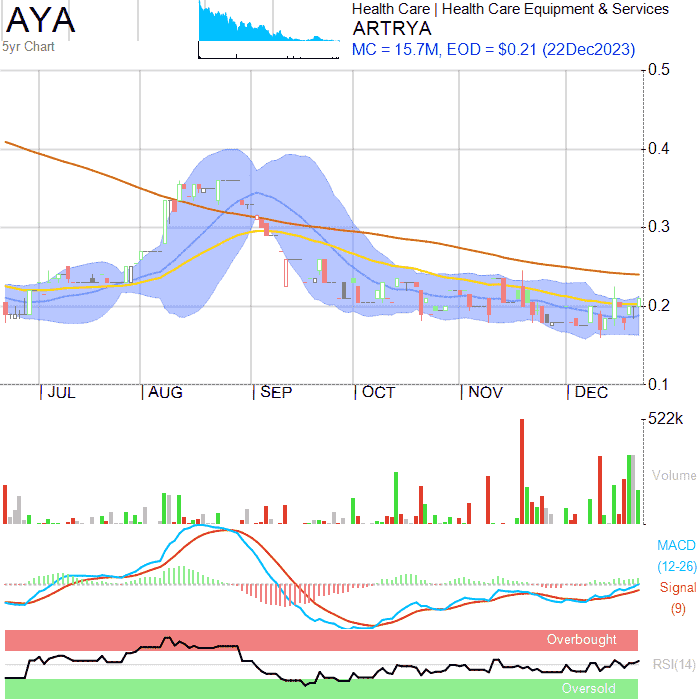 AYA
5yr Chart
Health Care | Health Care Equipment & Services
ARTRYA
MC = 15.7M, EOD = $0.21 (22Dec2023)
0.5
0.4
0.3
0.2
0.1
| JUL | AUG | SEP | OCT | NOV | DEC
522k
Volume
MACD
(12-26)
Signal
(9)
Overbought
RSI(14)
Oversold